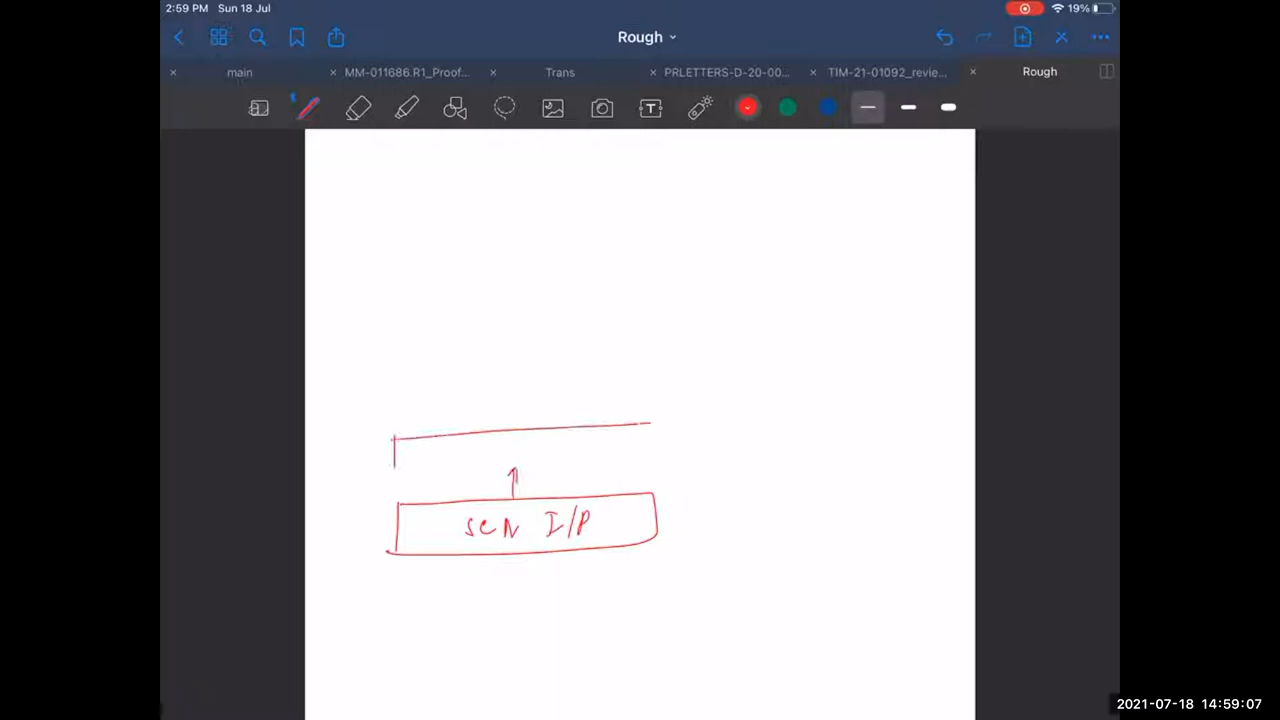 2:59 PM Sun 18 Jul 19%
Rough
main MM-011686.R1_Proof... Trans PRLETTERS-D-20-00... TIM-21-01092_revie... Rough
T
SCN I/P
2021-07-18 14:59:07